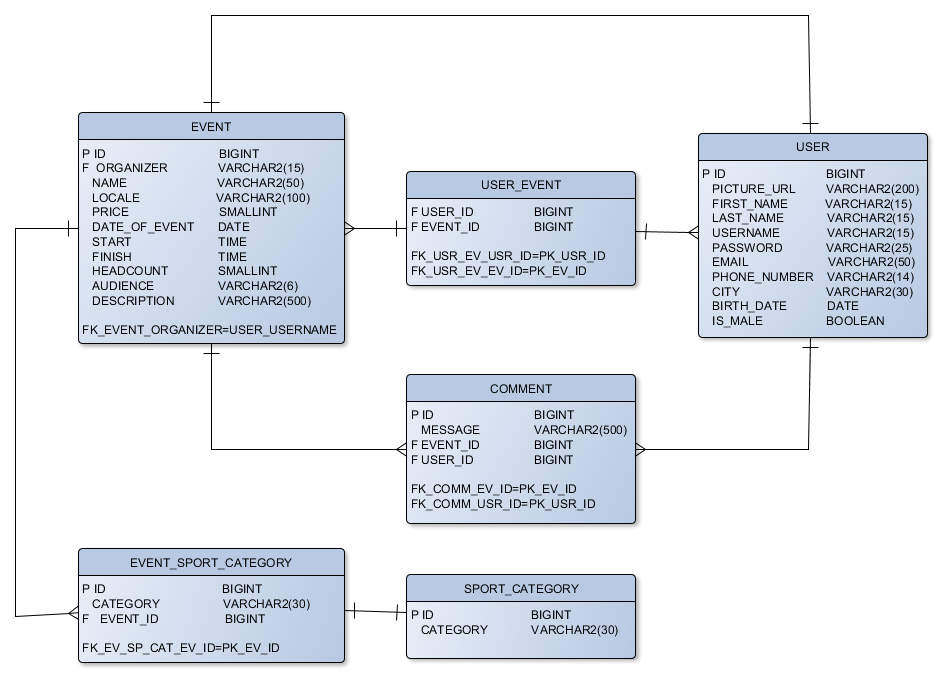 EVENT
P ID BIGINT
F ORGANIZER VARCHAR2(15)
NAME VARCHAR2(50)
LOCALE VARCHAR2(100)
PRICE SMALLINT
DATE_OF_EVENT DATE
START TIME
FINISH TIME
HEADCOUNT SMALLINT
AUDIENCE VARCHAR2(6)
DESCRIPTION VARCHAR2(500)
FK_EVENT_ORGANIZER=USER_USERNAME
USER_EVENT
F USER_ID BIGINT
F EVENT_ID BIGINT
FK_USR_EV_USR_ID=PK_USR_ID
FK_USR_EV_EV_ID=PK_EV_ID
USER
P ID BIGINT
PICTURE_URL VARCHAR2(200)
FIRST_NAME VARCHAR2(15)
LAST_NAME VARCHAR2(15)
USERNAME VARCHAR2(15)
PASSWORD VARCHAR2(25)
EMAIL VARCHAR2(50)
PHONE_NUMBER VARCHAR2(14)
CITY VARCHAR2(30)
BIRTH_DATE DATE
IS_MALE BOOLEAN
COMMENT
P ID BIGINT
MESSAGE VARCHAR2(500)
F EVENT_ID BIGINT
F USER_ID BIGINT
FK_COMM_EV_ID=PK_EV_ID
FK_COMM_USR_ID=PK_USR_ID
EVENT_SPORT_CATEGORY
P ID BIGINT
CATEGORY VARCHAR2(30)
F EVENT_ID BIGINT
FK_EV_SP_CAT_EV_ID=PK_EV_ID
SPORT_CATEGORY
P ID BIGINT
CATEGORY VARCHAR2(30)